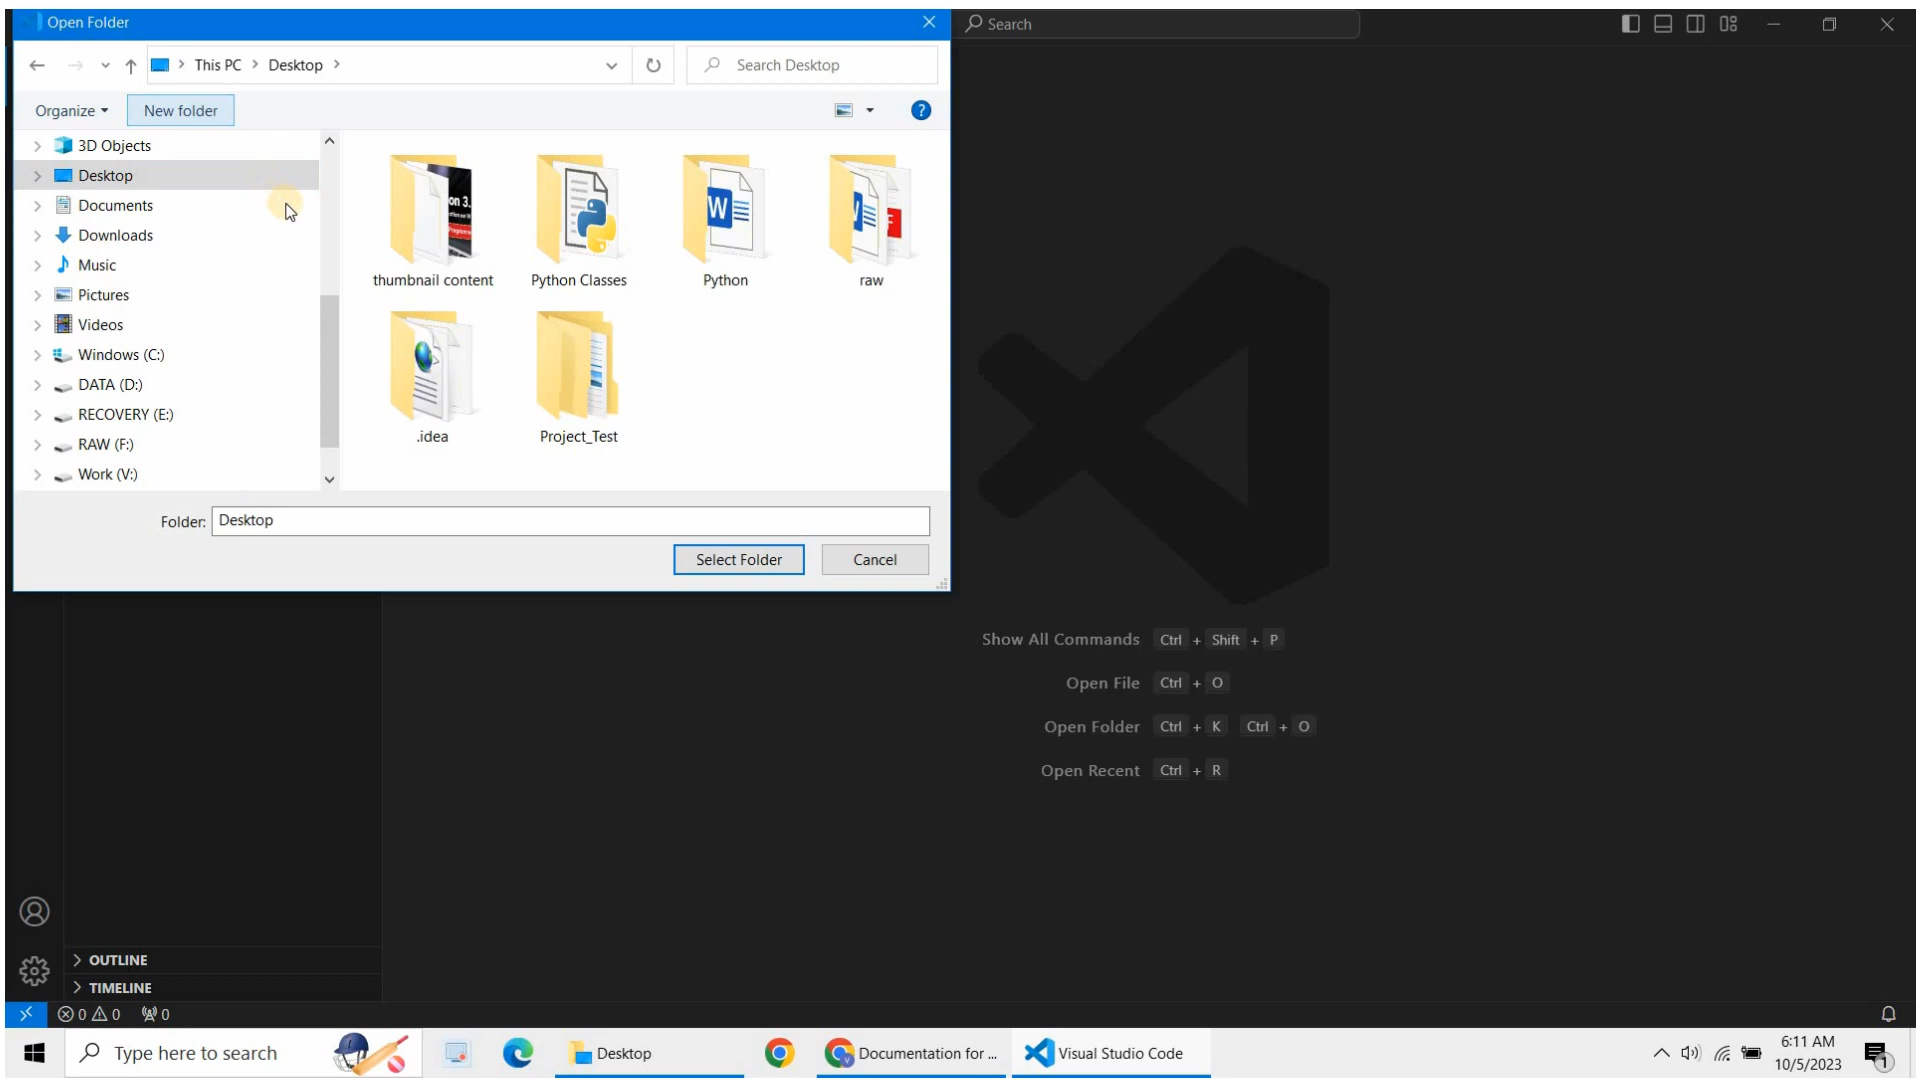 Open Folder
Search
This PC > Desktop >
Search Desktop
Organize
New folder
?
3D Objects
Desktop
Documents
Downloads
Music
Pictures
Videos
Windows (C:)
DATA (D:)
RECOVERY (E:)
RAW (F:)
Work (V:)
on 3.
thumbnail content
Python Classes
W
Python
raw
.idea
Project_Test
Folder: Desktop
Select Folder
Cancel
Show All Commands Ctrl + Shift + P
Open File Ctrl + O
Open Folder Ctrl + K Ctrl + O
Open Recent Ctrl + R
OUTLINE
TIMELINE
0 0 0
Type here to search
Desktop
Documentation for ...
Visual Studio Code
6:11 AM
10/5/2023
1